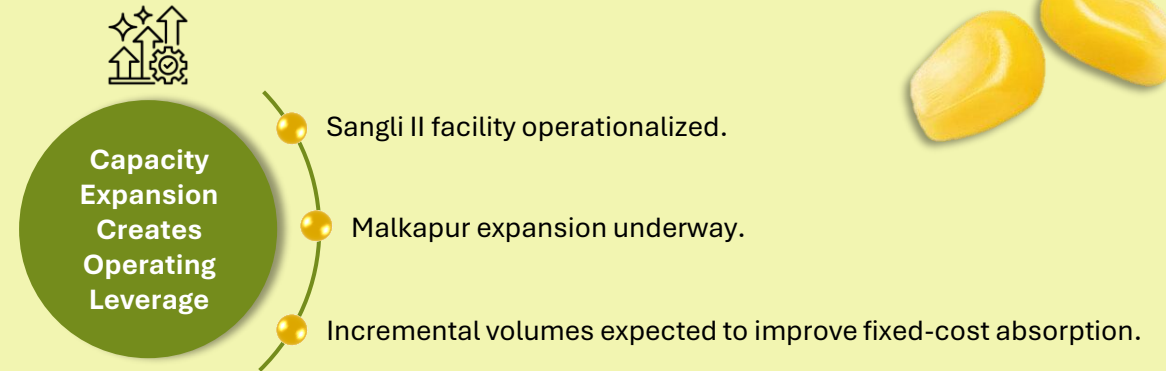 Capacity
Expansion
Creates
Operating
Leverage
Sangli II facility operationalized.
Malkapur expansion underway.
Incremental volumes expected to improve fixed-cost absorption.